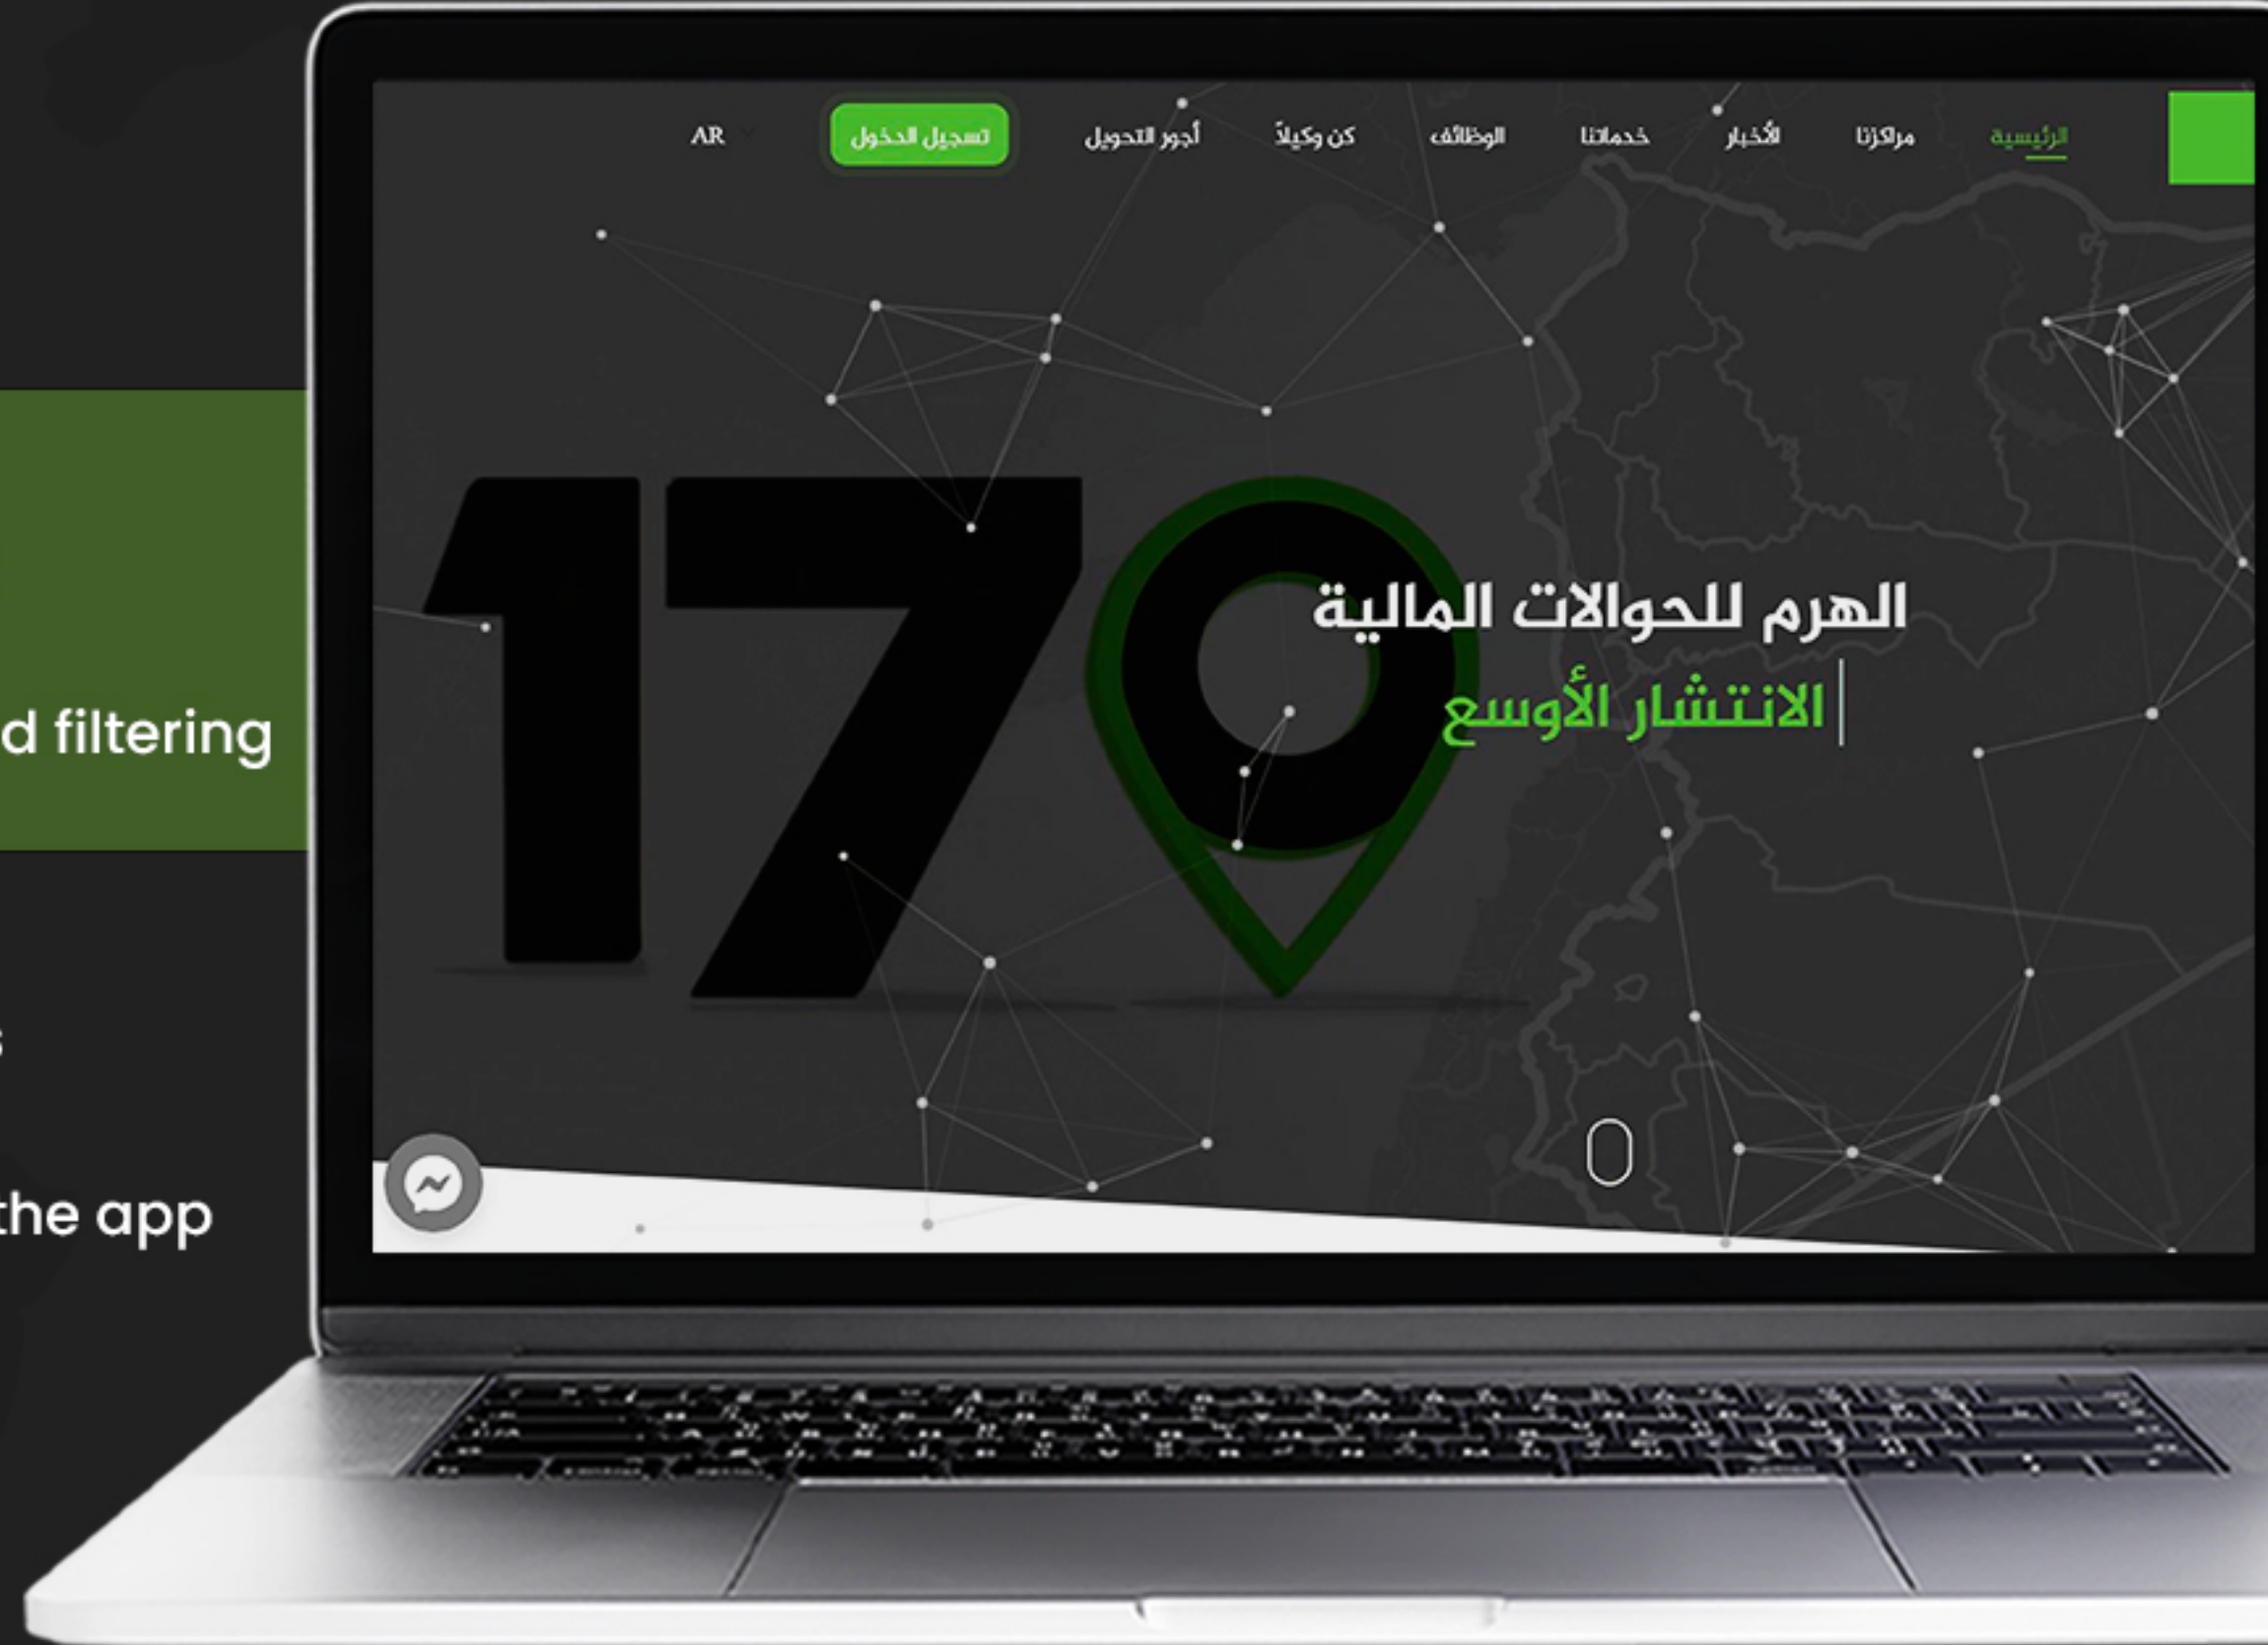 الرئيسية
مراكزنا
الأخبار
خدماتنا
الوظائف
كن وكيلاً
أجور التحويل
تسجيل الدخول
AR
17
الهرم للحوالات المالية
الانتشار الأوسع
d filtering
s
the app